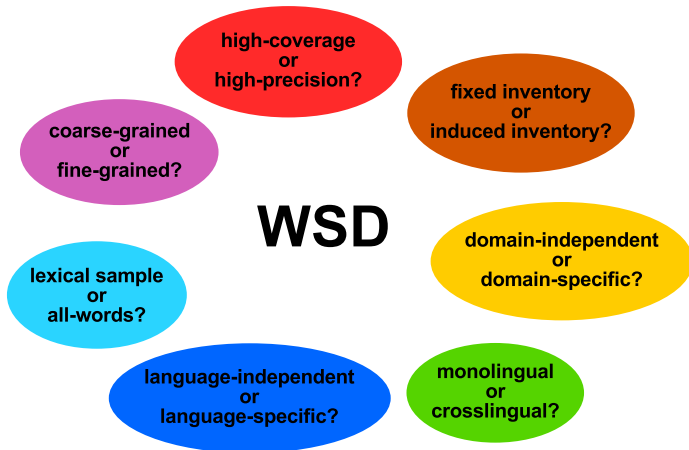 high-coverage
or
high-precision?
fixed inventory
or
induced inventory?
coarse-grained
or
fine-grained?
WSD
domain-independent
or
domain-specific?
lexical sample
or
all-words?
language-independent
or
language-specific?
monolingual
or
crosslingual?